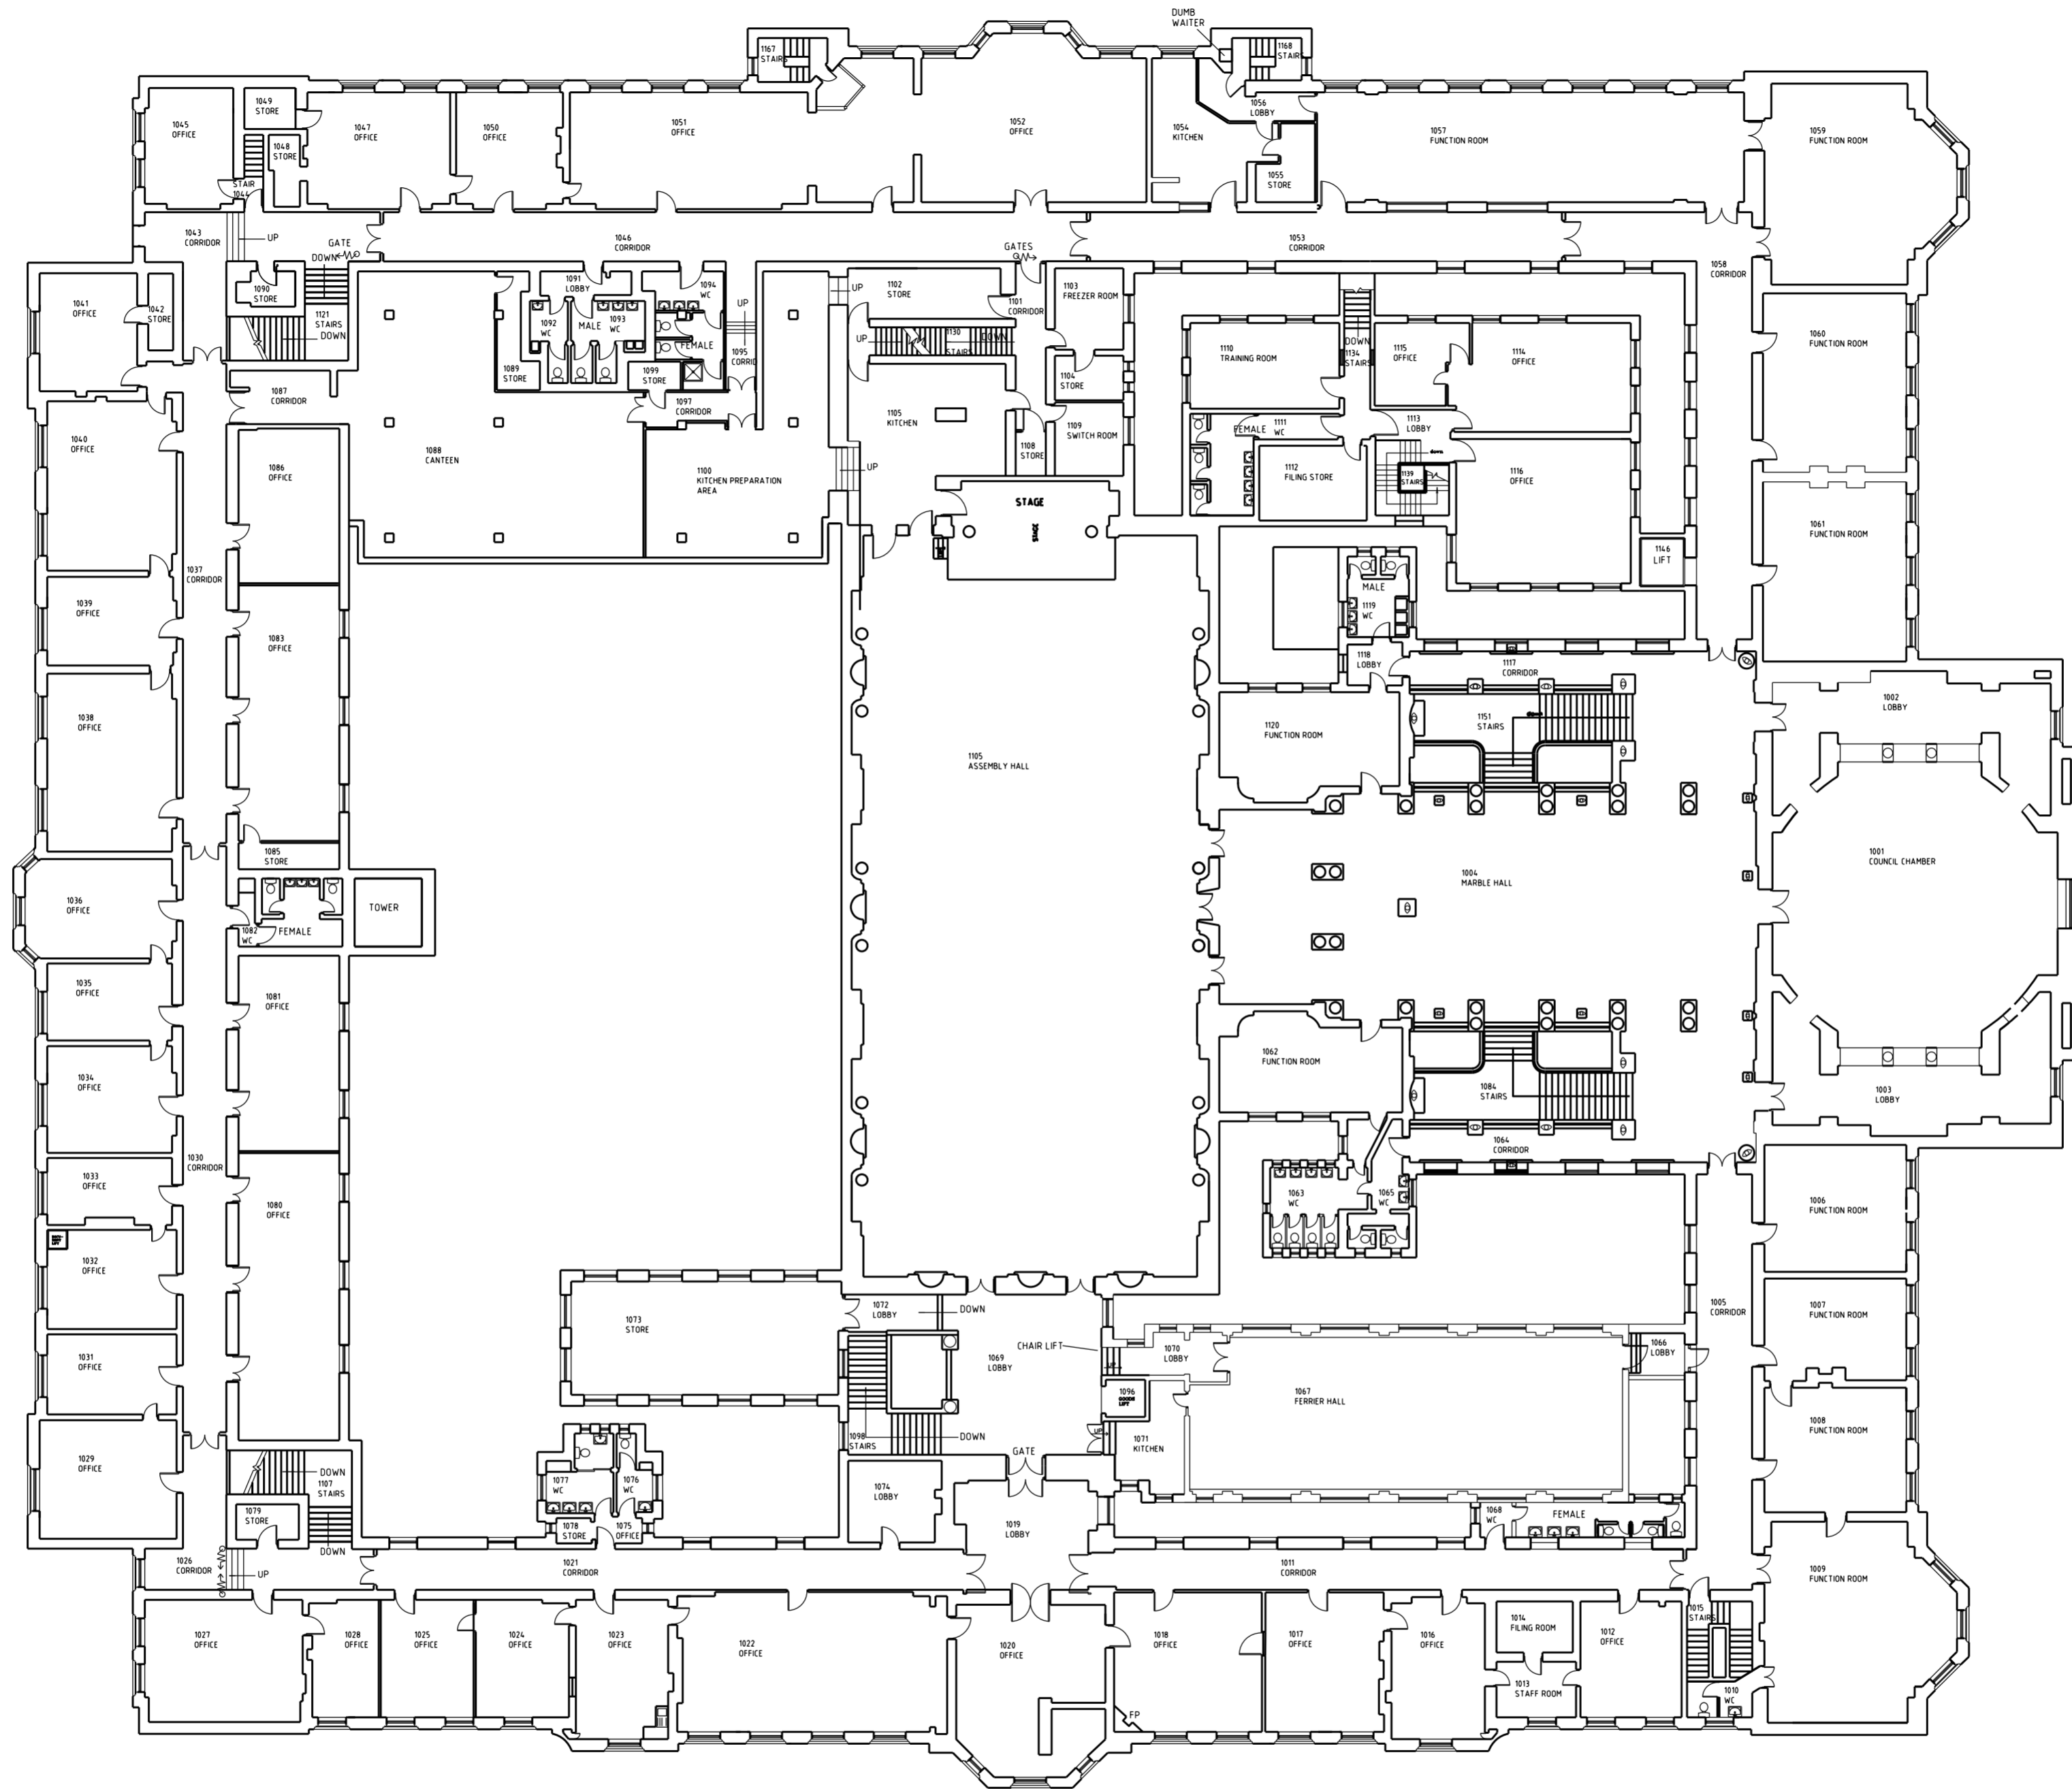 DUMB
WAITER
1167
STAIRS
1168
STAIRS
1045
OFFICE
1049
STORE
1047
OFFICE
1050
OFFICE
1051
OFFICE
1052
OFFICE
1054
KITCHEN
1056
LOBBY
1057
FUNCTION ROOM
1059
FUNCTION ROOM
1048
STORE
STAIR
1044
1055
STORE
1043
CORRIDOR
UP
GATE
DOWN
1046
CORRIDOR
GATES
1053
CORRIDOR
1058
CORRIDOR
1041
OFFICE
1042
STORE
1090
STORE
1121
STAIRS
DOWN
1091
LOBBY
1094
WC
1092
WC
MALE
1093
WC
FEMALE
UP
1095
CORRID
UP
1102
STORE
1101
CORRIDOR
1103
FREEZER ROOM
UP
1130
STAIRS
DOWN
1110
TRAINING ROOM
DOWN
1134
STAIRS
1115
OFFICE
1114
OFFICE
1060
FUNCTION ROOM
1087
CORRIDOR
1089
STORE
1099
STORE
1097
CORRIDOR
1104
STORE
1105
KITCHEN
1109
SWITCH ROOM
1108
STORE
FEMALE
1111
WC
1113
LOBBY
1040
OFFICE
1086
OFFICE
1088
CANTEEN
1100
KITCHEN PREPARATION
AREA
UP
1112
FILING STORE
down
1139
STAIRS
1116
OFFICE
STAGE
STAGE
1061
FUNCTION ROOM
1037
CORRIDOR
1146
LIFT
1039
OFFICE
1083
OFFICE
MALE
1119
WC
1118
LOBBY
1117
CORRIDOR
1038
OFFICE
1120
FUNCTION ROOM
1151
STAIRS
down
1002
LOBBY
1105
ASSEMBLY HALL
1085
STORE
1001
COUNCIL CHAMBER
1004
MARBLE HALL
1036
OFFICE
TOWER
1082
WC
FEMALE
1035
OFFICE
1081
OFFICE
1034
OFFICE
1062
FUNCTION ROOM
1084
STAIRS
1003
LOBBY
1030
CORRIDOR
1064
CORRIDOR
1033
OFFICE
1080
OFFICE
1063
WC
1065
WC
1006
FUNCTION ROOM
1032
OFFICE
1073
STORE
1072
LOBBY
DOWN
1005
CORRIDOR
1007
FUNCTION ROOM
1031
OFFICE
CHAIR LIFT
1069
LOBBY
UP
1070
LOBBY
1066
LOBBY
1096
GOODS
LIFT
1067
FERRIER HALL
1008
FUNCTION ROOM
1029
OFFICE
1098
STAIRS
DOWN
GATE
UP
1071
KITCHEN
DOWN
1107
STAIRS
1077
WC
1076
WC
1074
LOBBY
1079
STORE
1078
STORE
1075
OFFICE
1019
LOBBY
1068
WC
FEMALE
DOWN
1026
CORRIDOR
UP
1021
CORRIDOR
1011
CORRIDOR
1009
FUNCTION ROOM
1027
OFFICE
1028
OFFICE
1025
OFFICE
1024
OFFICE
1023
OFFICE
1022
OFFICE
1020
OFFICE
1018
OFFICE
1017
OFFICE
1016
OFFICE
1014
FILING ROOM
1012
OFFICE
1015
STAIRS
1013
STAFF ROOM
1010
WC
FP